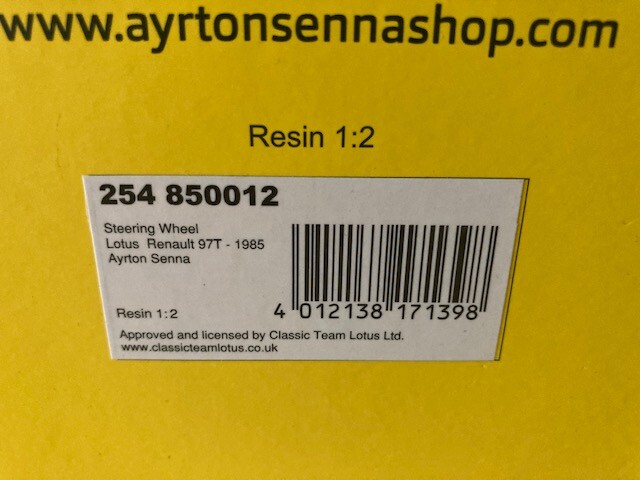 www.ayrtonsennashop.com
Resin 1:2
254 850012
Steering Wheel
Lotus Renault 97T - 1985
Ayrton Senna
Resin 1:2
4 012138 171398
Approved and licensed by Classic Team Lotus Ltd.
www.classicteamlotus.co.uk